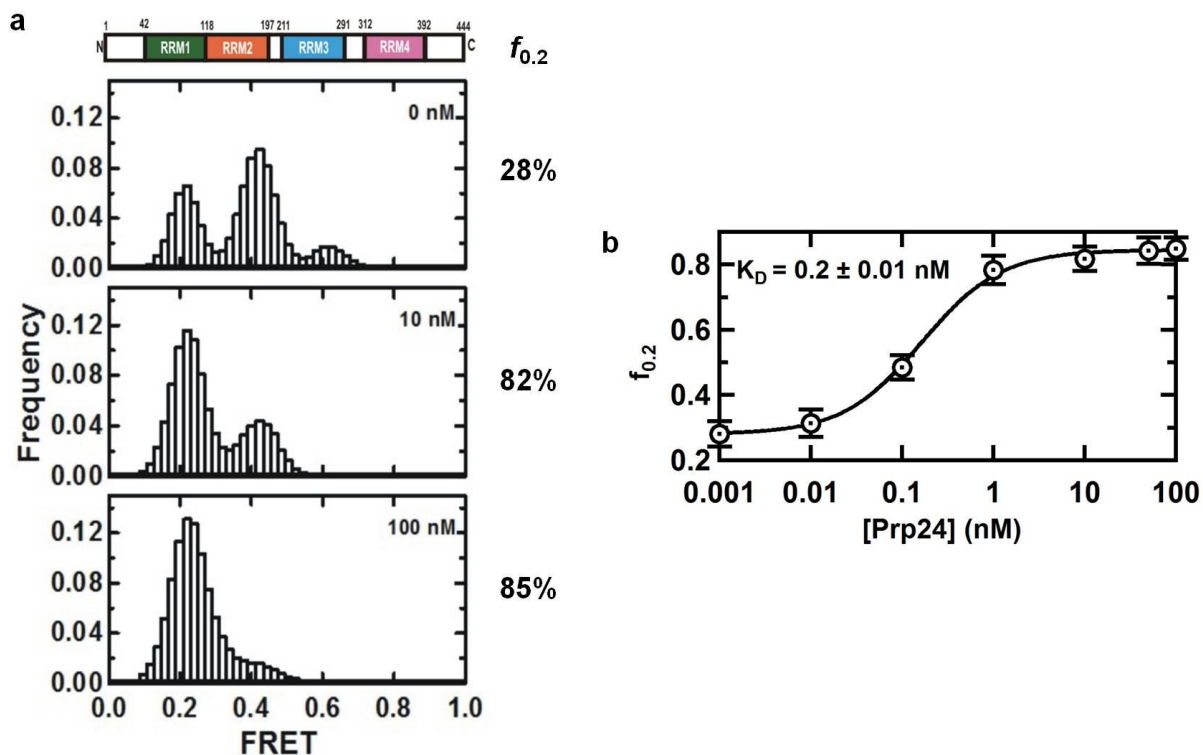 a
1 42 118 197 211 291 312 392 444
N RRM1 RRM2 RRM3 RRM4 C
f0.2
0.12
0.08
0.04
0.00
0 nM
28%
0.12
0.08
0.04
0.00
10 nM
82%
0.12
0.08
0.04
0.00
100 nM
85%
Frequency
0.0 0.2 0.4 0.6 0.8 1.0
FRET
b
KD = 0.2 ± 0.01 nM
0.8
0.6
0.4
0.2
f0.2
0.001 0.01 0.1 1 10 100
[Prp24] (nM)